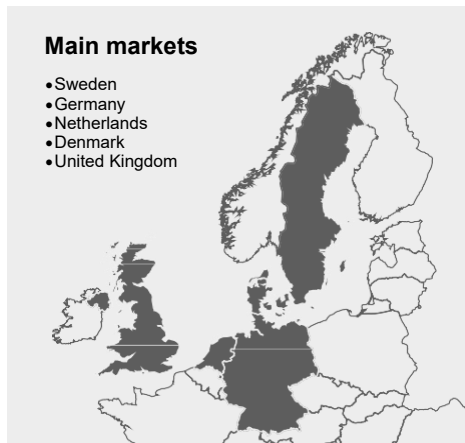 Main markets
•Sweden
•Germany
•Netherlands
•Denmark
•United Kingdom